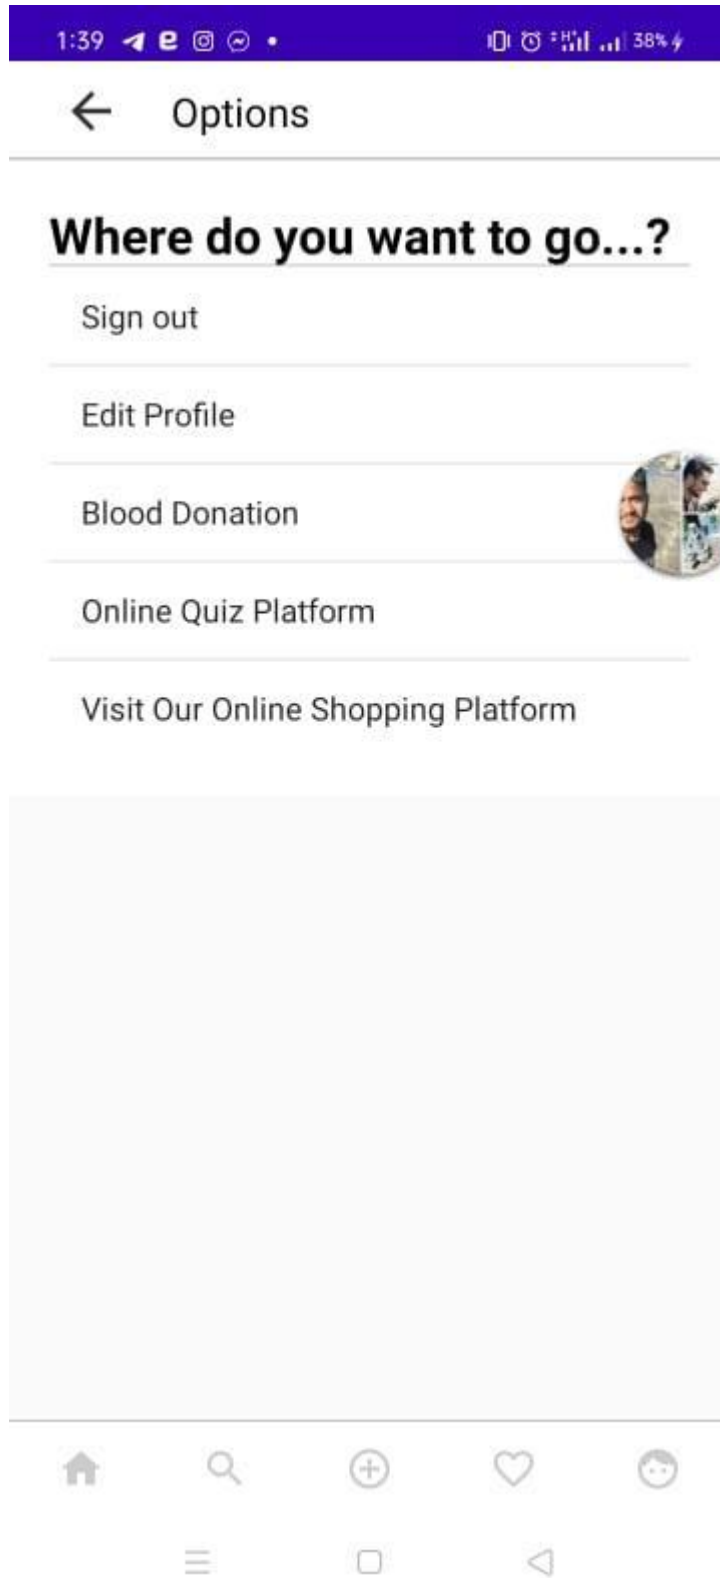 1:39 38%
Options
Where do you want to go...?
Sign out
Edit Profile
Blood Donation
Online Quiz Platform
Visit Our Online Shopping Platform